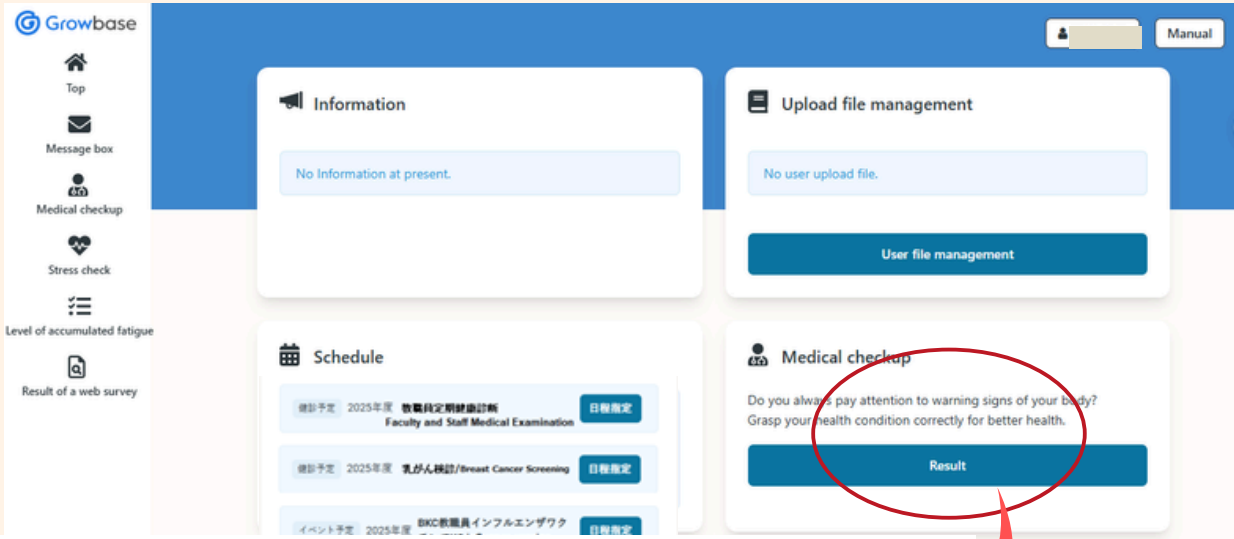 Growbase
Manual
Top
Message box
Medical checkup
Stress check
Level of accumulated fatigue
Result of a web survey
Information
No Information at present.
Upload file management
No user upload file.
User file management
Schedule
健診予定 2025年度 教職員定期健康診断 日程指定
Faculty and Staff Medical Examination
健診予定 2025年度 乳がん検診/Breast Cancer Screening 日程指定
イベント予定 2025年度 BKC教職員インフルエンザワク 日程指定
Medical checkup
Do you always pay attention to warning signs of your body?
Grasp your health condition correctly for better health.
Result